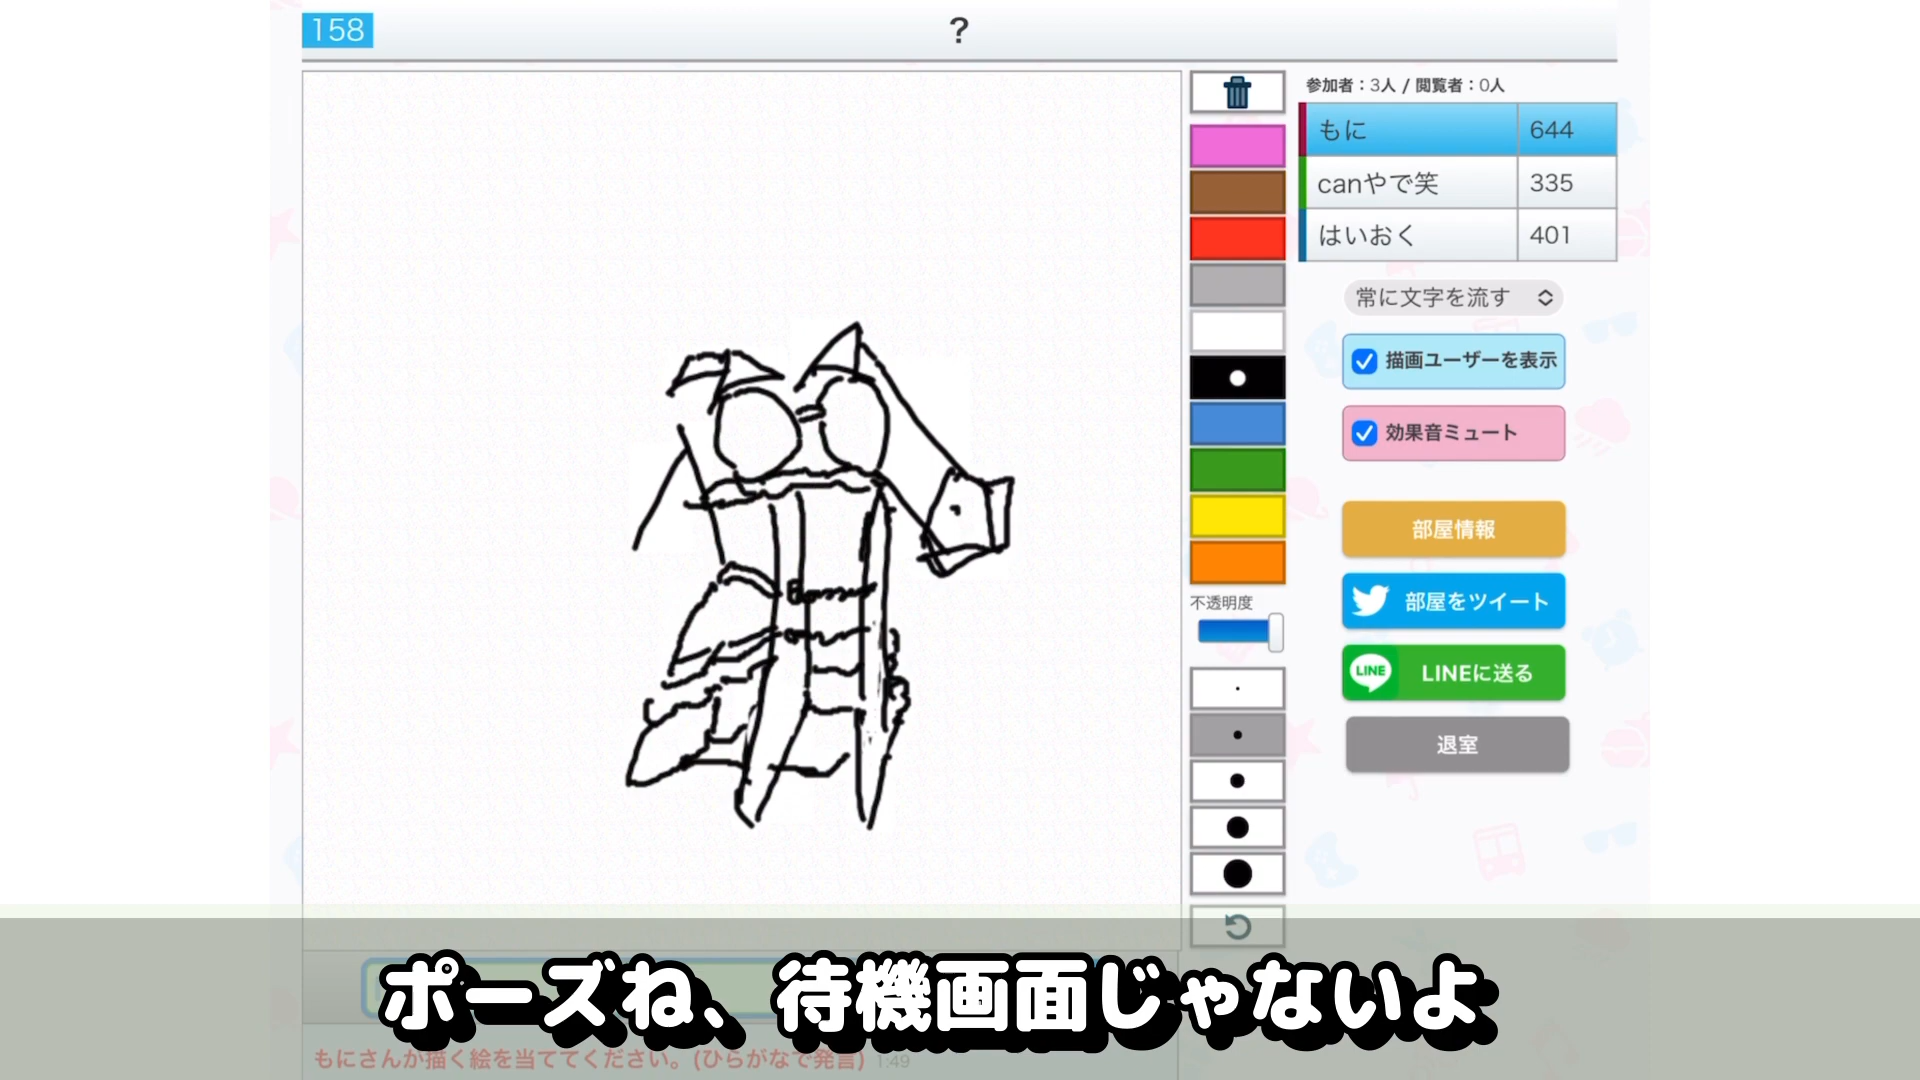 158
?
参加者：3人 / 閲覧者：0人
もに 644
canやで笑 335
はいおく 401
常に文字を流す
描画ユーザーを表示
効果音ミュート
部屋情報
部屋をツイート
不透明度
LINE LINEに送る
退室
ポーズね、待機画面じゃないよ
もにさんが描く絵を当ててください。(ひらがなで発言) 1:49